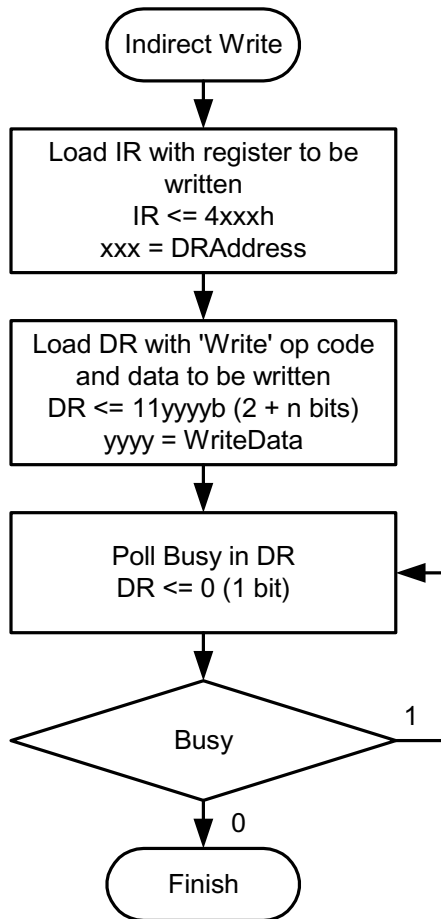 Indirect Write
Load IR with register to be
written
IR <= 4xxxh
xxx = DRAddress
Load DR with 'Write' op code
and data to be written
DR <= 11yyyyb (2 + n bits)
yyyy = WriteData
Poll Busy in DR
DR <= 0 (1 bit)
Busy
1
0
Finish